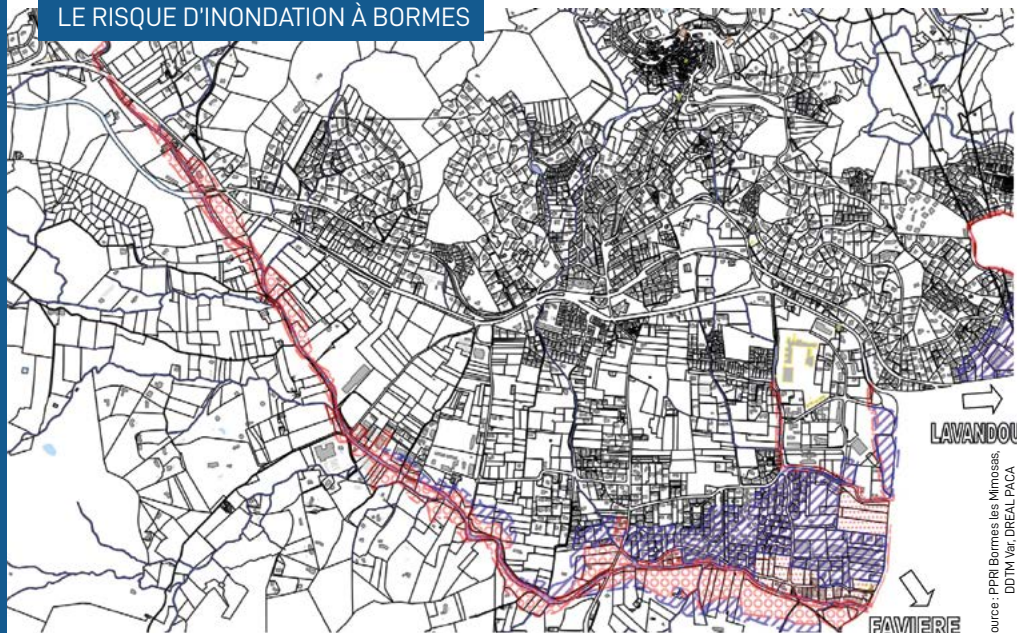 LE RISQUE D'INONDATION À BORMES
LAVANDOU
FAVIERE
ource : PPRI Bormes les Mimosas,
DDTM Var, DREAL PACA